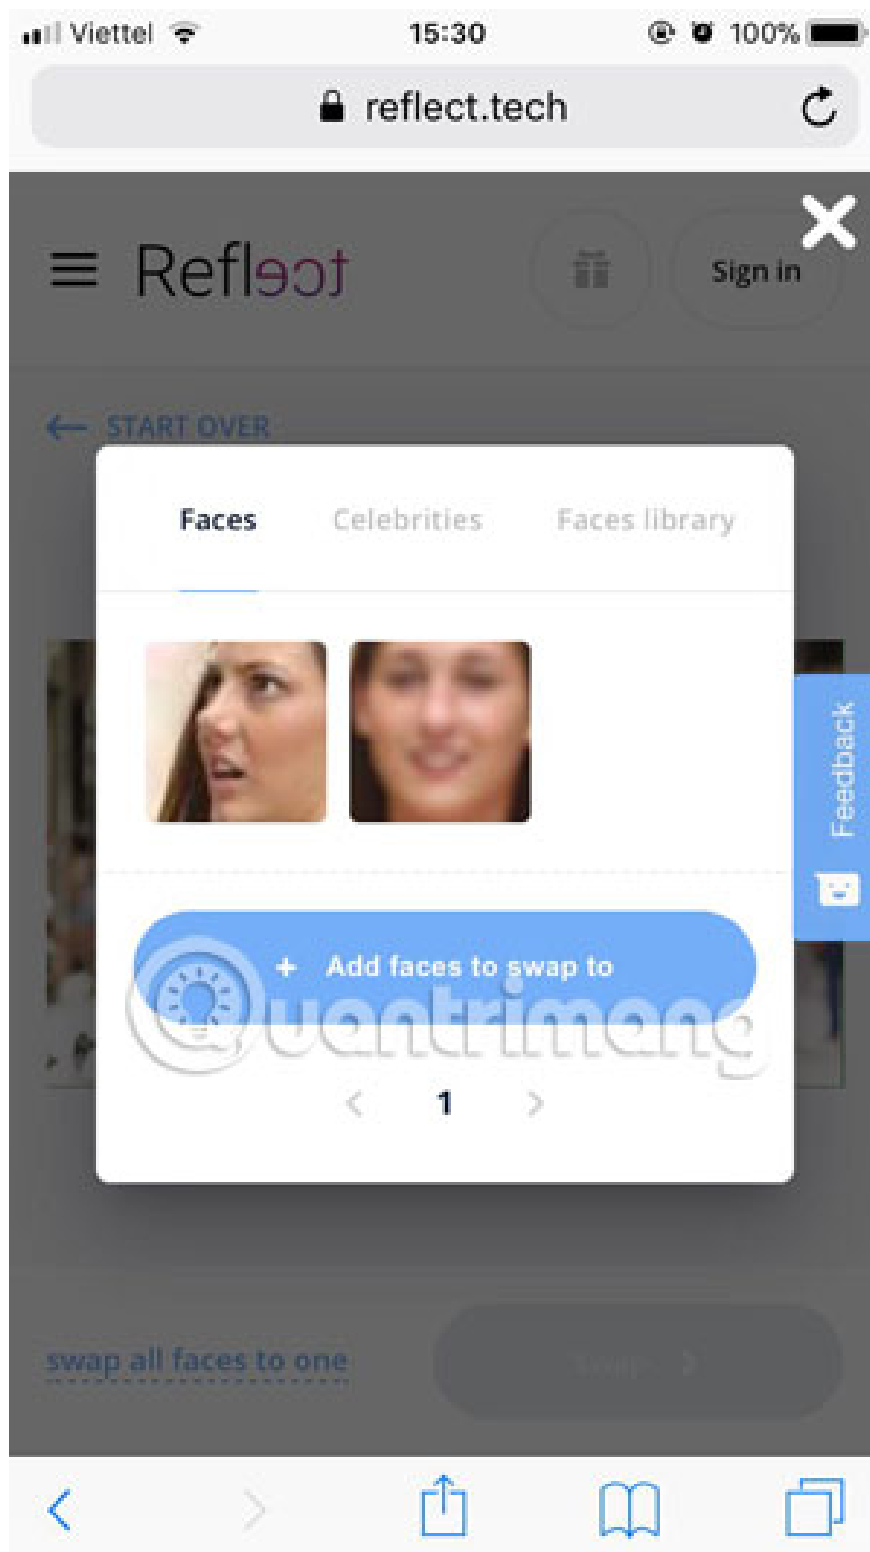 Viettel 15:30 100%
reflect.tech
Reflect Sign in
START OVER
Faces Celebrities Faces library
Feedback
+ Add faces to swap to
Quantrimang
< 1 >
swap all faces to one